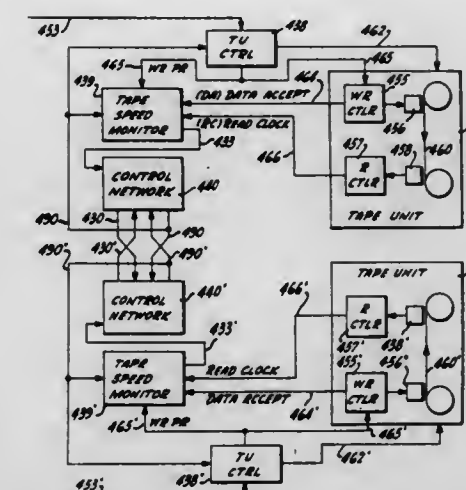 453
TU
CTRL
438
462
465
WR PR
465
439
464
(DA) DATA ACCEPT
TAPE
SPEED
MONITOR
(RC) READ CLOCK
433
466
WR
CTLR
455
456
457
R
CTLR
458
460
TAPE UNIT
CONTROL
NETWORK
440
490
430
490
490'
430'
490'
CONTROL
NETWORK
440'
433'
466'
TAPE UNIT
R
CTLR
457'
458'
455'
456'
460'
WR
CTLR
TAPE
SPEED
MONITOR
439'
READ CLOCK
DATA ACCEPT
464'
465'
WR PR
465'
TU
CTRL
438'
462'
453'